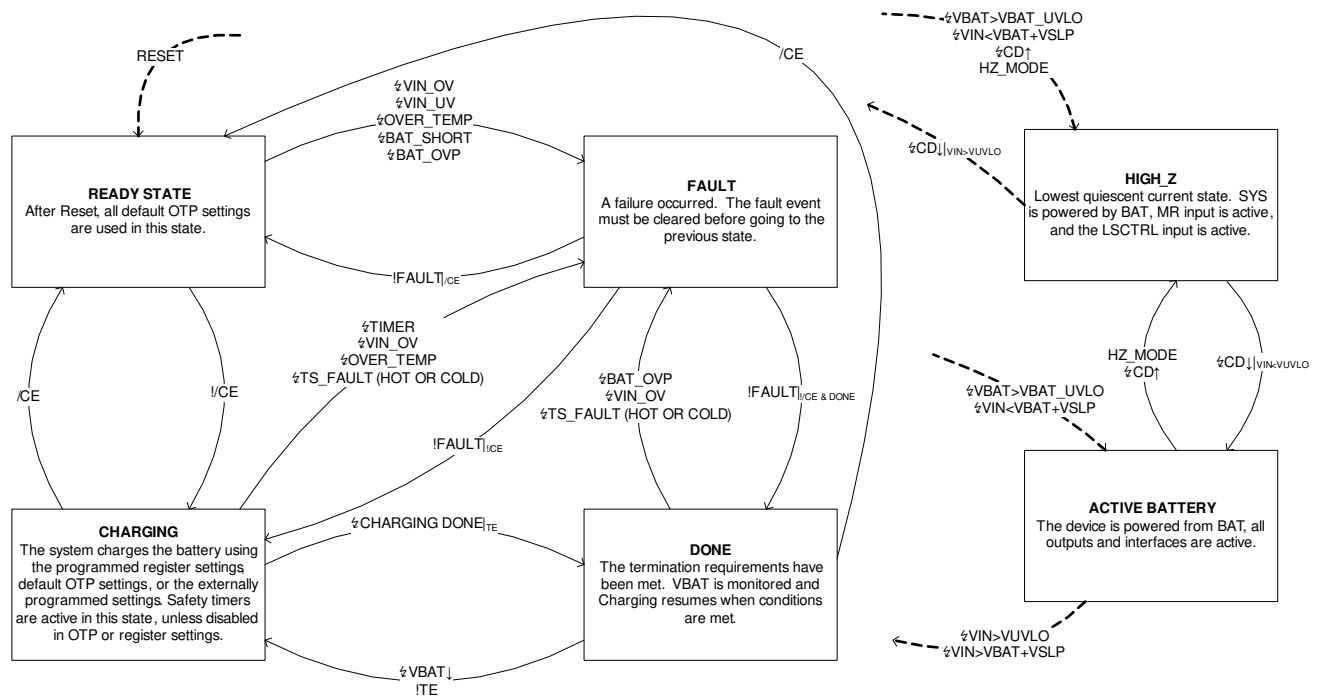 RESET
/CE
↯VBAT>VBAT_UVLO
↯VIN<VBAT+VSLP
↯CD↑
HZ_MODE
↯VIN_OV
↯VIN_UV
↯OVER_TEMP
↯BAT_SHORT
↯BAT_OVP
READY STATE
After Reset, all default OTP settings
are used in this state.
FAULT
A failure occurred. The fault event
must be cleared before going to the
previous state.
↯CD↓|VIN>VUVLO
HIGH_Z
Lowest quiescent current state. SYS
is powered by BAT, MR input is active,
and the LSCTRL input is active.
!FAULT|/CE
/CE
!/CE
↯TIMER
↯VIN_OV
↯OVER_TEMP
↯TS_FAULT (HOT OR COLD)
!FAULT|!/CE
↯BAT_OVP
↯VIN_OV
↯TS_FAULT (HOT OR COLD)
!FAULT|!/CE & DONE
HZ_MODE
↯CD↑
↯CD↓|VIN<VUVLO
↯VBAT>VBAT_UVLO
↯VIN<VBAT+VSLP
CHARGING
The system charges the battery using
the programmed register settings,
default OTP settings, or the externally
programmed settings. Safety timers
are active in this state, unless disabled
in OTP or register settings.
↯CHARGING DONE|TE
DONE
The termination requirements have
been met. VBAT is monitored and
Charging resumes when conditions
are met.
ACTIVE BATTERY
The device is powered from BAT, all
outputs and interfaces are active.
↯VBAT↓
!TE
↯VIN>VUVLO
↯VIN>VBAT+VSLP